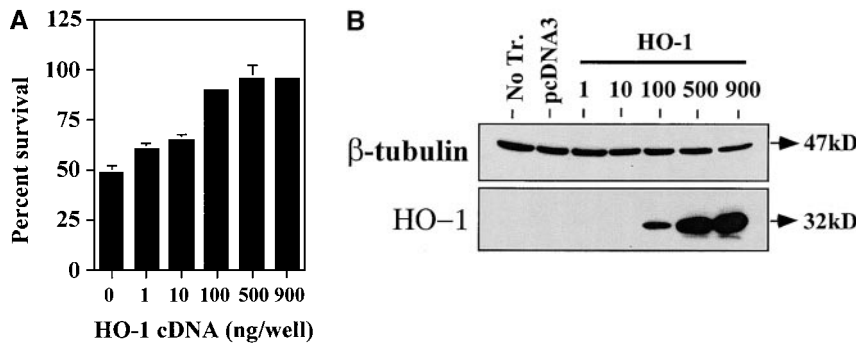 A
Percent survival
125
100
75
50
25
0
0 1 10 100 500 900
HO-1 cDNA (ng/well)
B
No Tr.
pcDNA3
HO-1
1 10 100 500 900
β-tubulin
47kD
HO-1
32kD